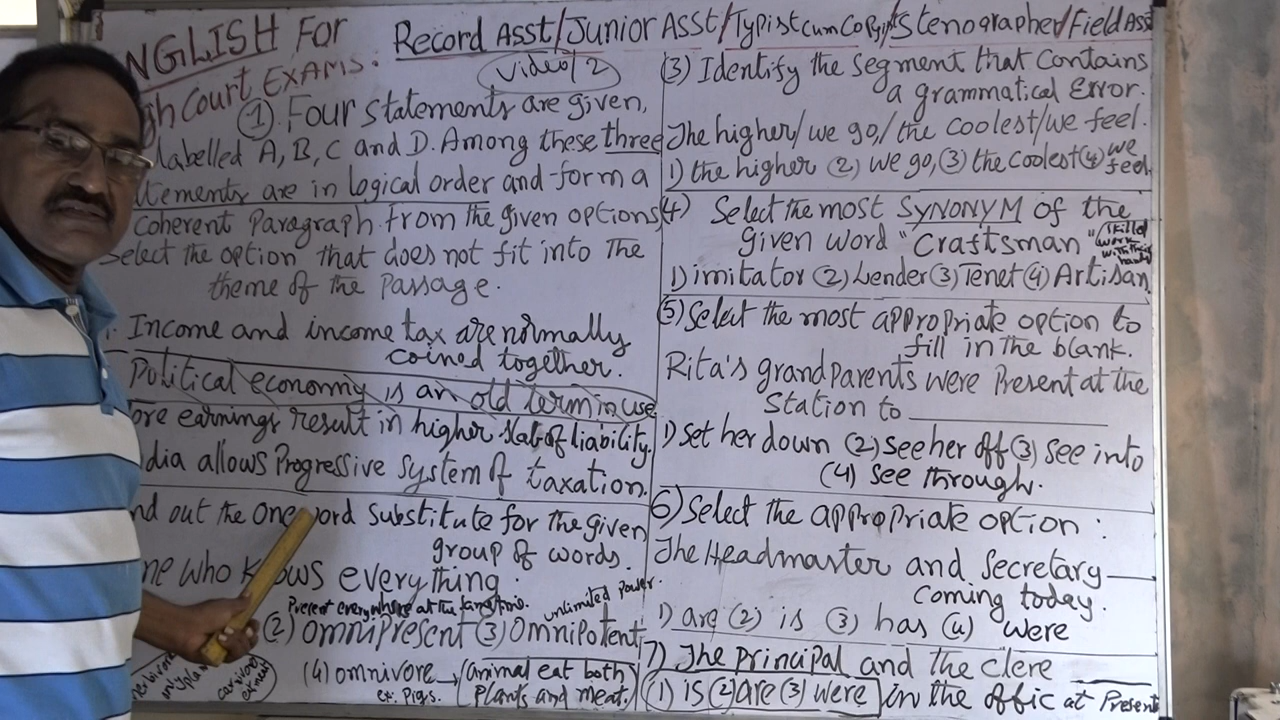 NGLISH FOR
gh Court EXAMS:
Record Asst/Junior Asst/Typist cum Copyist/Stenographer/Field Asst
video/2
(1) Four statements are given,
labelled A, B, C and D. Among these three
tements are in logical order and form a
Coherent Paragraph. from the given options
Select the option that does not fit into the
theme of the passage.
Income and income tax are normally
coined together.
Political economy is an old term in use
ore earnings result in higher slab of liability.
dia allows Progressive system of taxation.
nd out the one word substitute for the given
group of words.
ne who knows everything.
Present everywhere at the same time.
unlimited power.
(2) omnipresent (3) Omnipotent
(4) omnivore → (animal eat both
ex. Pigs. Plants and meat.)
(3) Identify the segment that contains
a grammatical error.
The higher/we go,/the coolest/we feel.
1) the higher (2) we go, (3) the coolest (4) we feel
(4) Select the most SYNONYM of the
given word "Craftsman"
(skilled work with their hands)
1) imitator (2) Lender (3) Tenet (4) Artisan
(5) Select the most appropriate option to
fill in the blank.
Rita's grandparents were Present at the
station to ________
1) set her down (2) see her off (3) see into
(4) see through.
6) Select the appropriate option:
The Headmaster and Secretary ____
coming today.
1) are (2) is (3) has (4) were
7) The principal and the clere ____
(1) is (2) are (3) were in the offic at Present